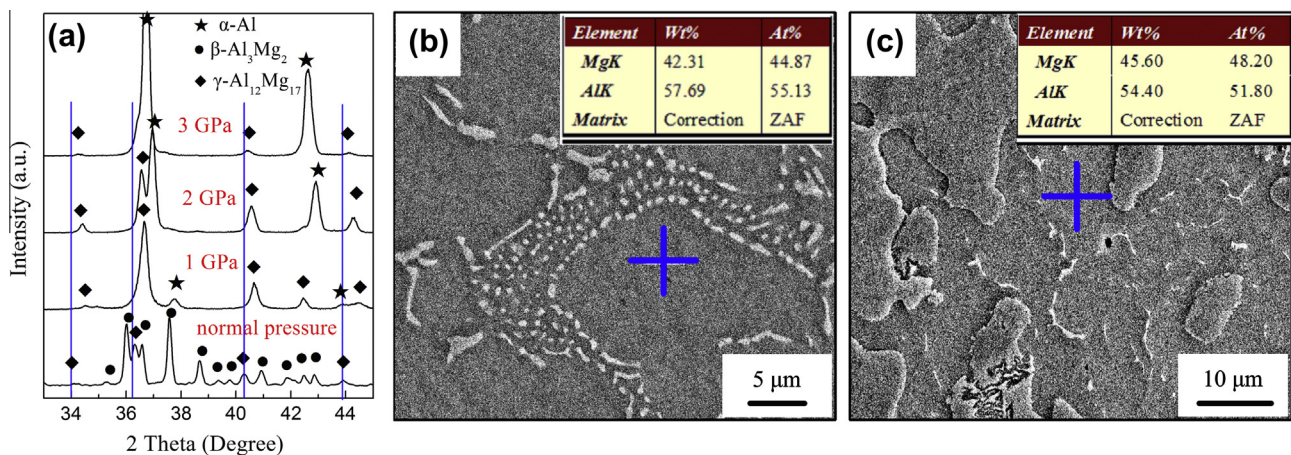 (a)
★ α-Al
● β-Al₃Mg₂
◆ γ-Al₁₂Mg₁₇
3 GPa
2 GPa
1 GPa
normal pressure
Intensity (a.u.)
34 36 38 40 42 44
2 Theta (Degree)
(b)
Element Wt% At%
MgK 42.31 44.87
AlK 57.69 55.13
Matrix Correction ZAF
5 μm
(c)
Element Wt% At%
MgK 45.60 48.20
AlK 54.40 51.80
Matrix Correction ZAF
10 μm